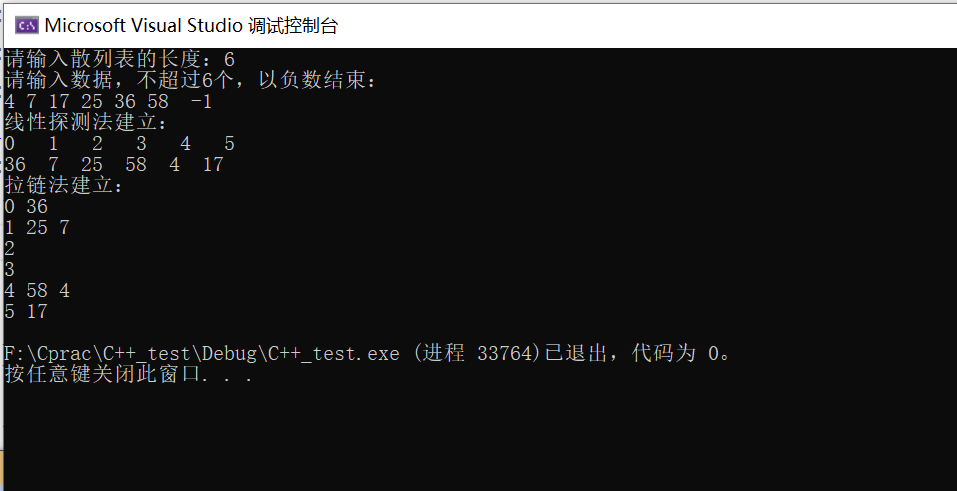 Microsoft Visual Studio 调试控制台
请输入散列表的长度：6
请输入数据，不超过6个，以负数结束：
4 7 17 25 36 58  -1
线性探测法建立：
0   1   2   3   4   5
36  7  25  58  4  17
拉链法建立：
0 36
1 25 7
2
3
4 58 4
5 17
F:\Cprac\C++_test\Debug\C++_test.exe (进程 33764)已退出，代码为 0。
按任意键关闭此窗口. . .